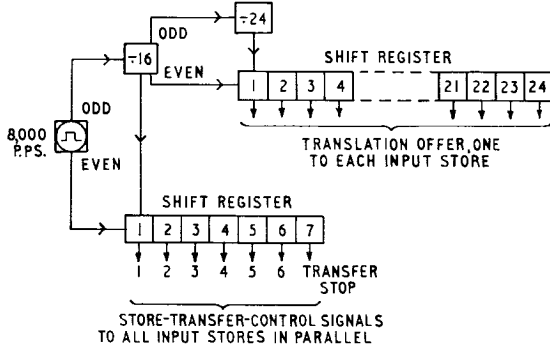 ÷24
ODD
SHIFT REGISTER
÷16
EVEN
1 2 3 4 21 22 23 24
ODD
8,000
P.P.S.
EVEN
TRANSLATION OFFER, ONE
TO EACH INPUT STORE
SHIFT REGISTER
1 2 3 4 5 6 7
1 2 3 4 5 6 TRANSFER
STOP
STORE-TRANSFER-CONTROL SIGNALS
TO ALL INPUT STORES IN PARALLEL